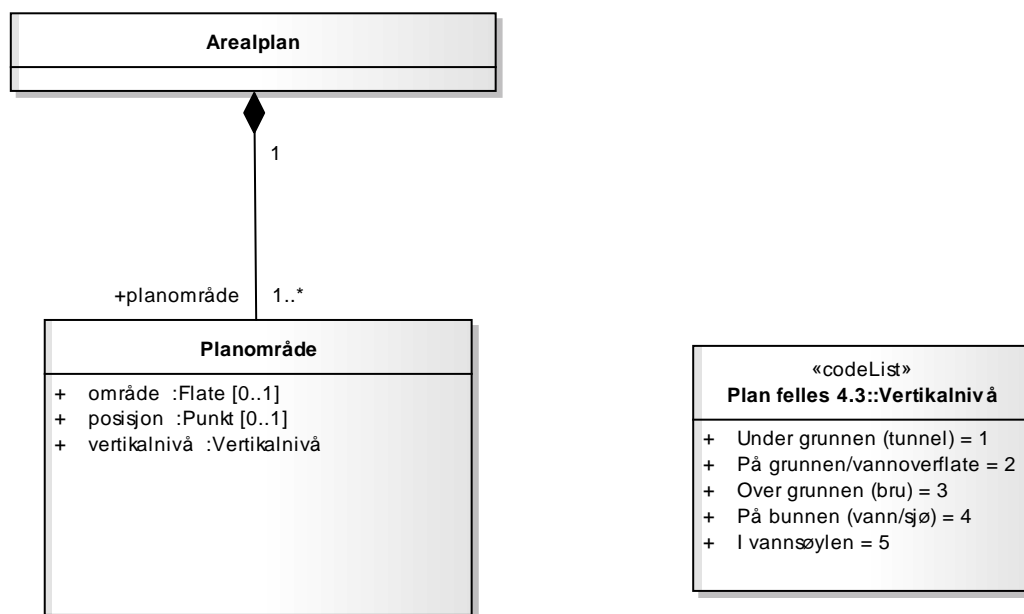 Arealplan
1
+planområde 1..*
Planområde
+ område :Flate [0..1]
+ posisjon :Punkt [0..1]
+ vertikalnivå :Vertikalnivå
«codeList»
Plan felles 4.3::Vertikalnivå
+ Under grunnen (tunnel) = 1
+ På grunnen/vannoverflate = 2
+ Over grunnen (bru) = 3
+ På bunnen (vann/sjø) = 4
+ I vannsøylen = 5